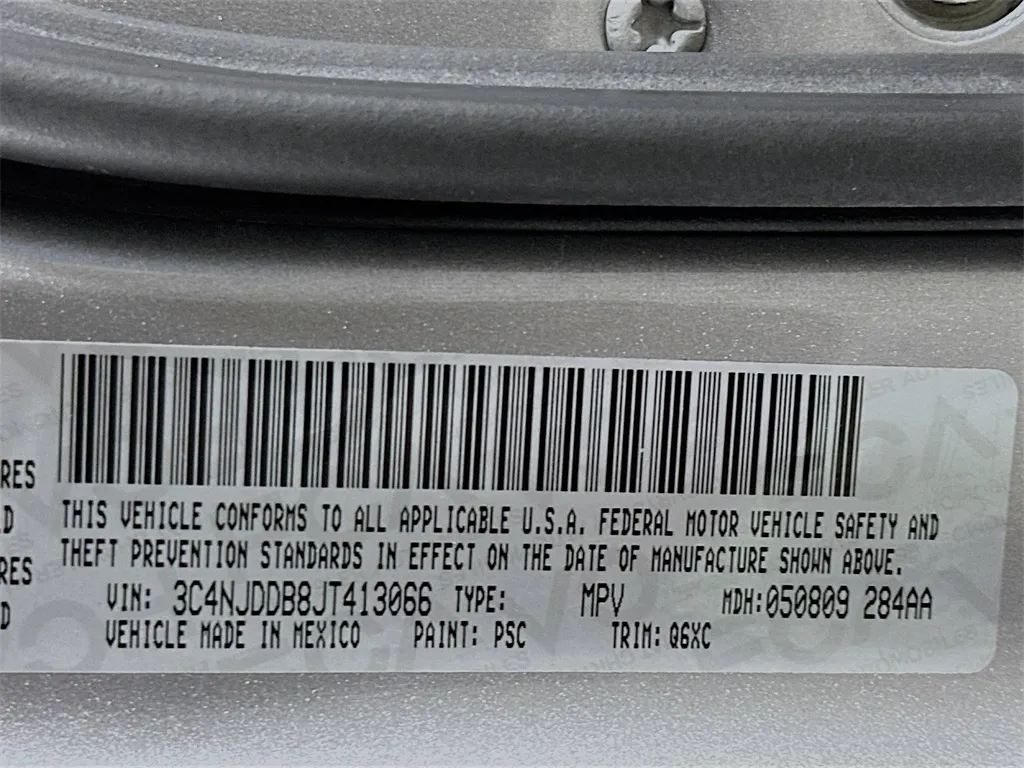 RES
D
RES
D
THIS VEHICLE CONFORMS TO ALL APPLICABLE U.S.A. FEDERAL MOTOR VEHICLE SAFETY AND
THEFT PREVENTION STANDARDS IN EFFECT ON THE DATE OF MANUFACTURE SHOWN ABOVE.
VIN: 3C4NJDDB8JT413066 TYPE: MPV MDH:050809 284AA
VEHICLE MADE IN MEXICO PAINT: PSC TRIM: Q6XC